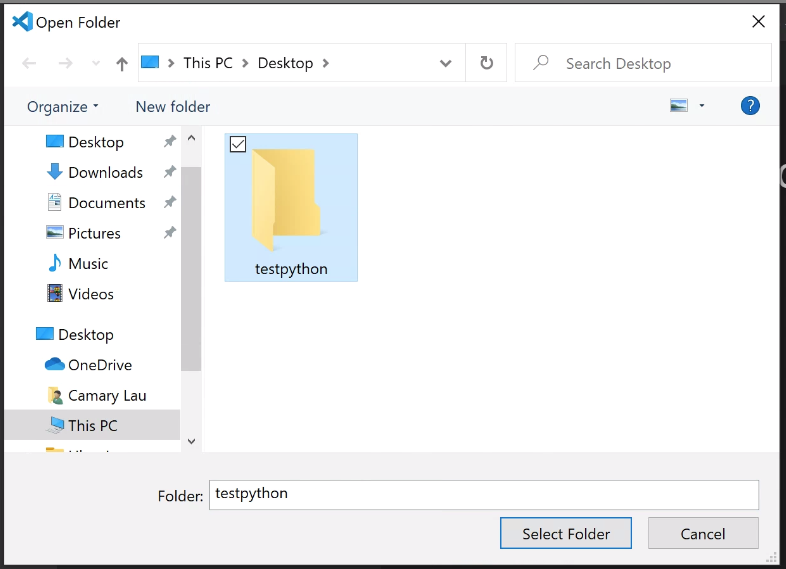 Open Folder
This PC Desktop
Search Desktop
Organize
New folder
?
Desktop
Downloads
Documents
Pictures
Music
Videos
Desktop
OneDrive
Camary Lau
This PC
testpython
Folder: testpython
Select Folder
Cancel